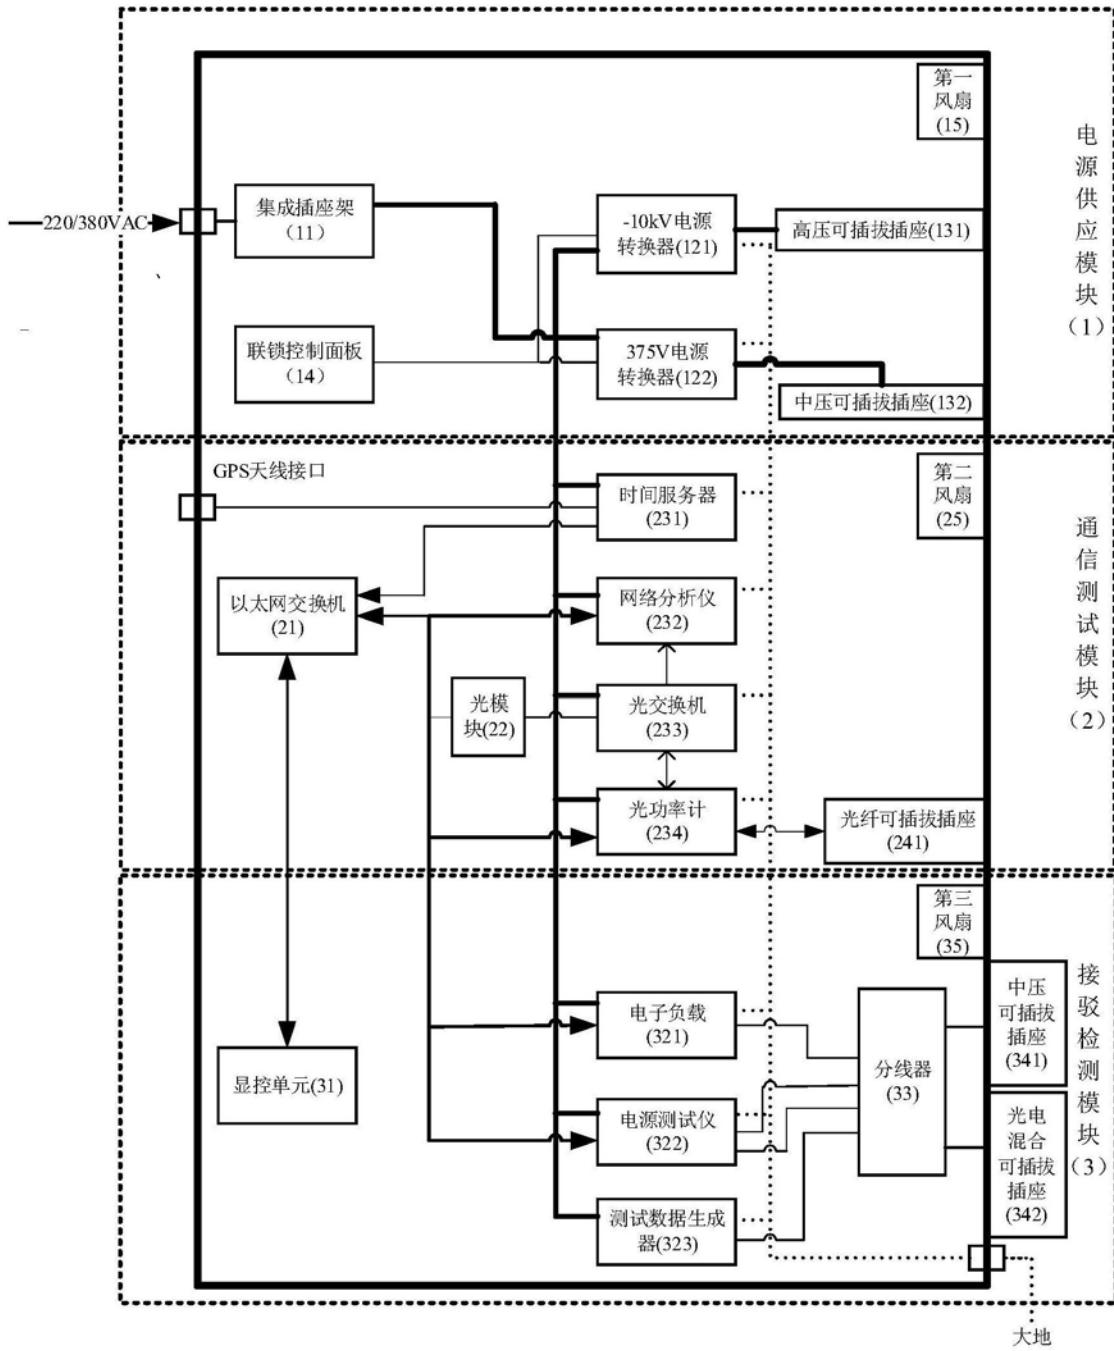 第一
风扇
(15)
电
源
供
应
模
块
(1)
220/380VAC
集成插座架
(11)
-10kV电源
转换器(121)
高压可插拔插座(131)
联锁控制面板
(14)
375V电源
转换器(122)
中压可插拔插座(132)
GPS天线接口
时间服务器
(231)
第二
风扇
(25)
通
信
测
试
模
块
(2)
以太网交换机
(21)
网络分析仪
(232)
光模
块(22)
光交换机
(233)
光功率计
(234)
光纤可插拔插座
(241)
第三
风扇
(35)
接
驳
检
测
模
块
(3)
电子负载
(321)
中压
可插拔
插座
(341)
显控单元(31)
分线器
(33)
电源测试仪
(322)
光电
混合
可插拔
插座
(342)
测试数据生成
器(323)
大地